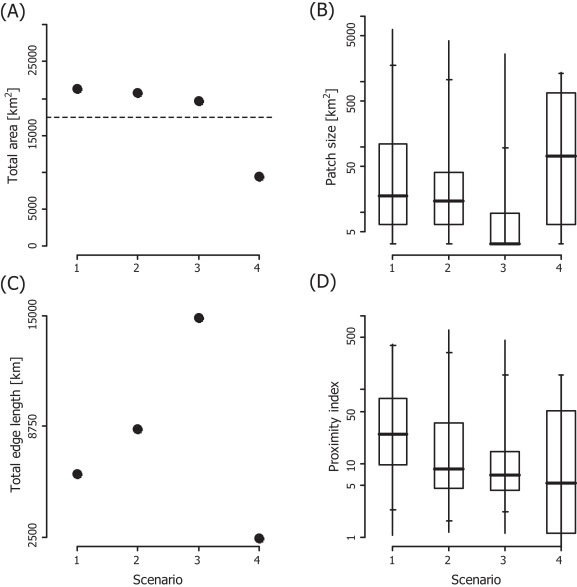 (A)
Total area [km²]
0
5000
15000
25000
1 2 3 4
(B)
Patch size [km²]
5
50
500
5000
1 2 3 4
(C)
Total edge length [km]
2500
8750
15000
1 2 3 4
Scenario
(D)
Proximity index
1
5
10
50
500
1 2 3 4
Scenario